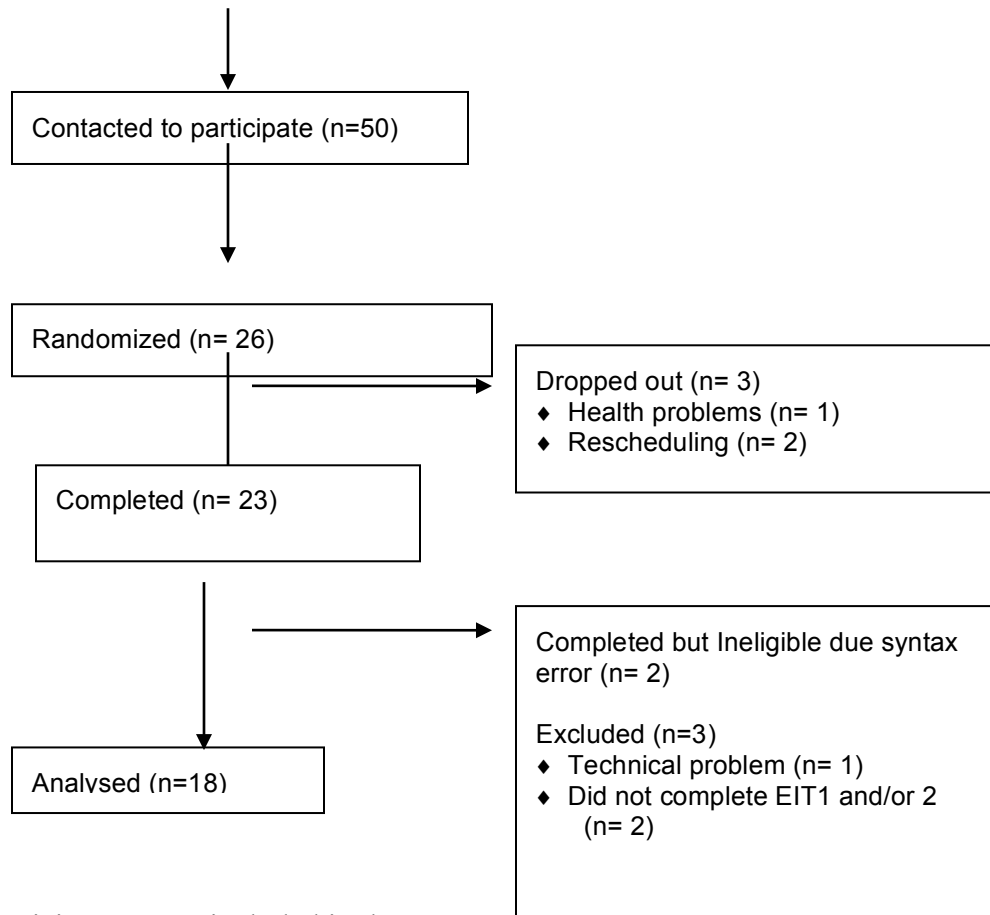 Contacted to participate (n=50)
Randomized (n= 26)
Dropped out (n= 3)
♦ Health problems (n= 1)
♦ Rescheduling (n= 2)
Completed (n= 23)
Completed but Ineligible due syntax
error (n= 2)
Excluded (n=3)
♦ Technical problem (n= 1)
♦ Did not complete EIT1 and/or 2
(n= 2)
Analysed (n=18)